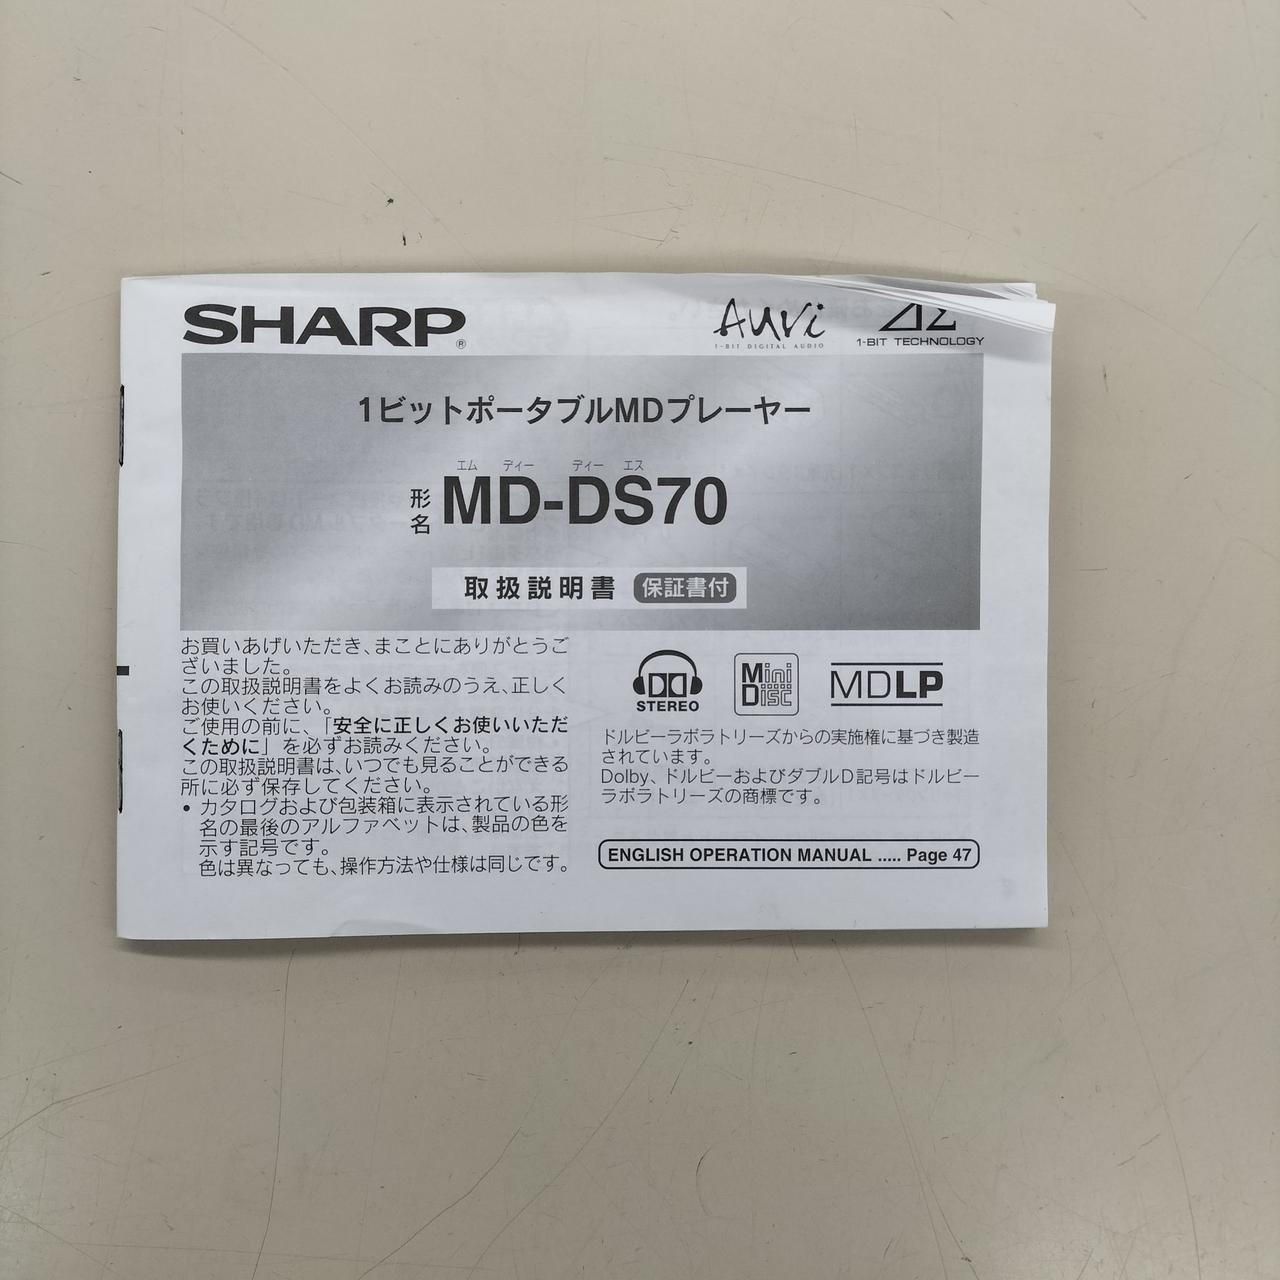 SHARP®
Auvi
1-BIT DIGITAL AUDIO
ΔΣ
1-BIT TECHNOLOGY
1ビットポータブルMDプレーヤー
エム ディー ディー エス
形名 MD-DS70
取扱説明書 保証書付
お買いあげいただき、まことにありがとうご
ざいました。
この取扱説明書をよくお読みのうえ、正しく
お使いください。
ご使用の前に、「安全に正しくお使いいただ
くために」を必ずお読みください。
この取扱説明書は、いつでも見ることができる
所に必ず保存してください。
• カタログおよび包装箱に表示されている形
名の最後のアルファベットは、製品の色を
示す記号です。
色は異なっても、操作方法や仕様は同じです。
STEREO
Mini
Disc
MDLP
ドルビーラボラトリーズからの実施権に基づき製造
されています。
Dolby、ドルビーおよびダブルD記号はドルビー
ラボラトリーズの商標です。
ENGLISH OPERATION MANUAL ..... Page 47